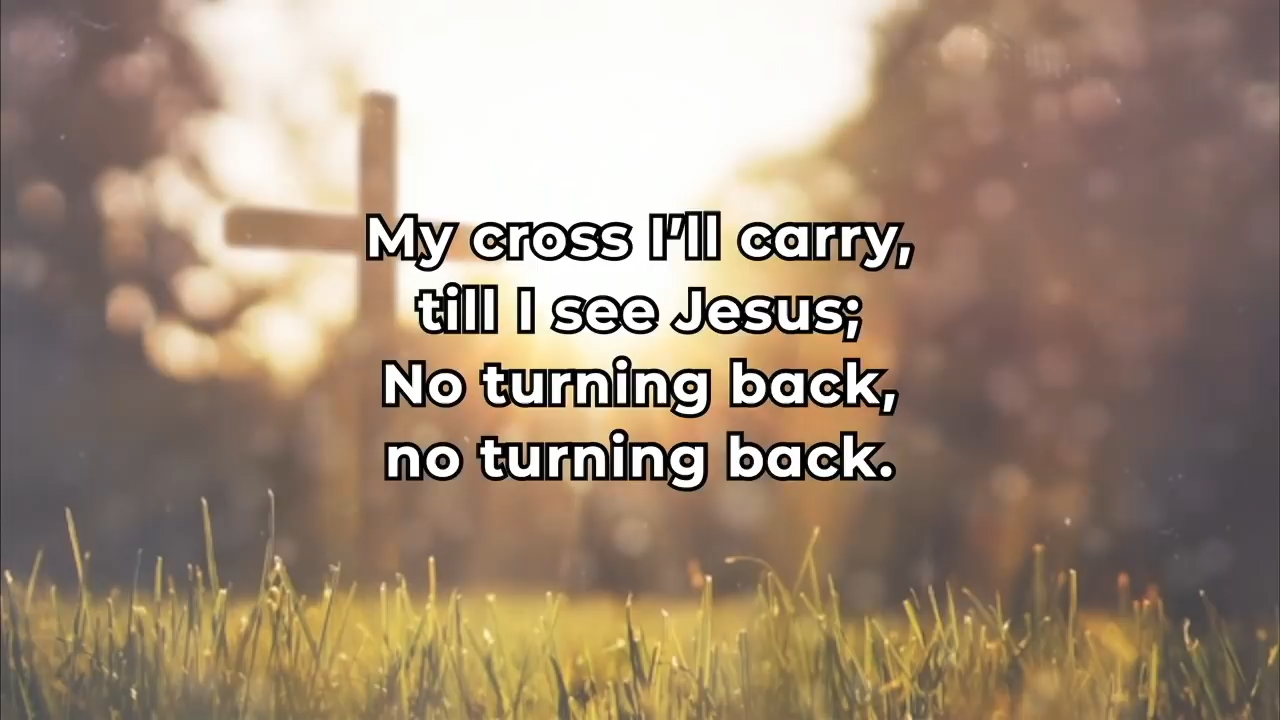 My cross I'll carry,
till I see Jesus;
No turning back,
no turning back.